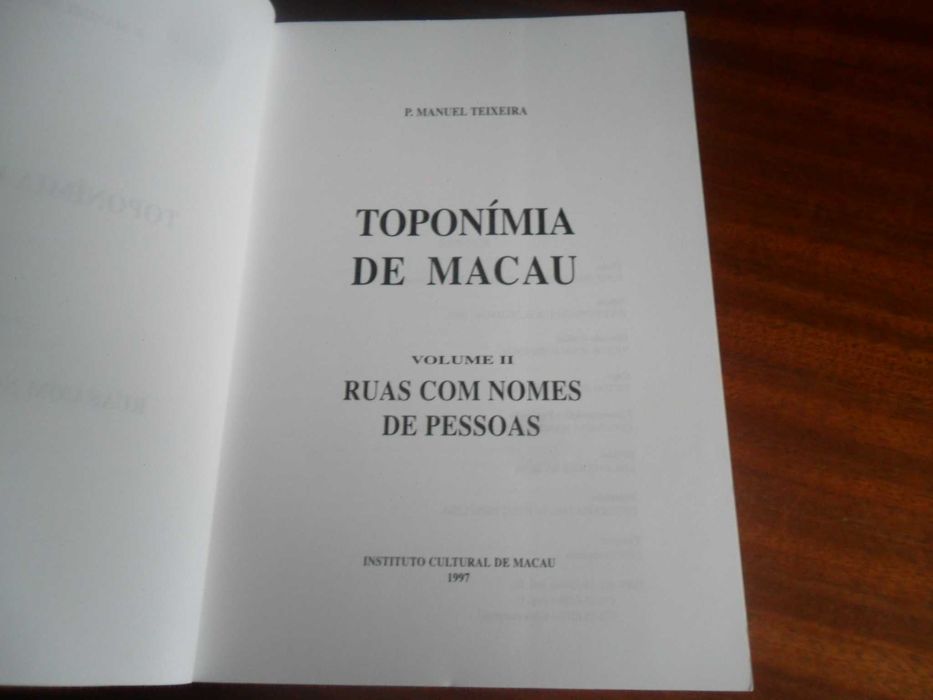 P. MANUEL TEIXEIRA
TOPONÍMIA
DE MACAU
VOLUME II
RUAS COM NOMES
DE PESSOAS
INSTITUTO CULTURAL DE MACAU
1997